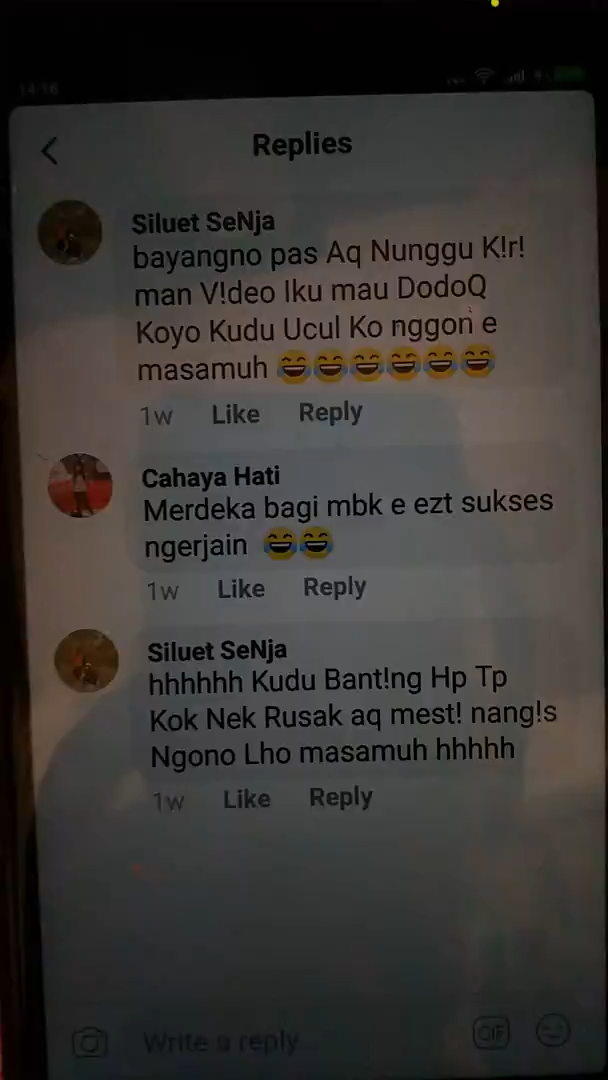 14:16
Replies
Siluet SeNja
bayangno pas Aq Nunggu K!r!
man V!deo Iku mau DodoQ
Koyo Kudu Ucul Ko nggon e
masamuh 😂😂😂😂😂😂
1w Like Reply
Cahaya Hati
Merdeka bagi mbk e ezt sukses
ngerjain 😂😂
1w Like Reply
Siluet SeNja
hhhhhh Kudu Bant!ng Hp Tp
Kok Nek Rusak aq mest! nang!s
Ngono Lho masamuh hhhhh
1w Like Reply
Write a reply
GIF